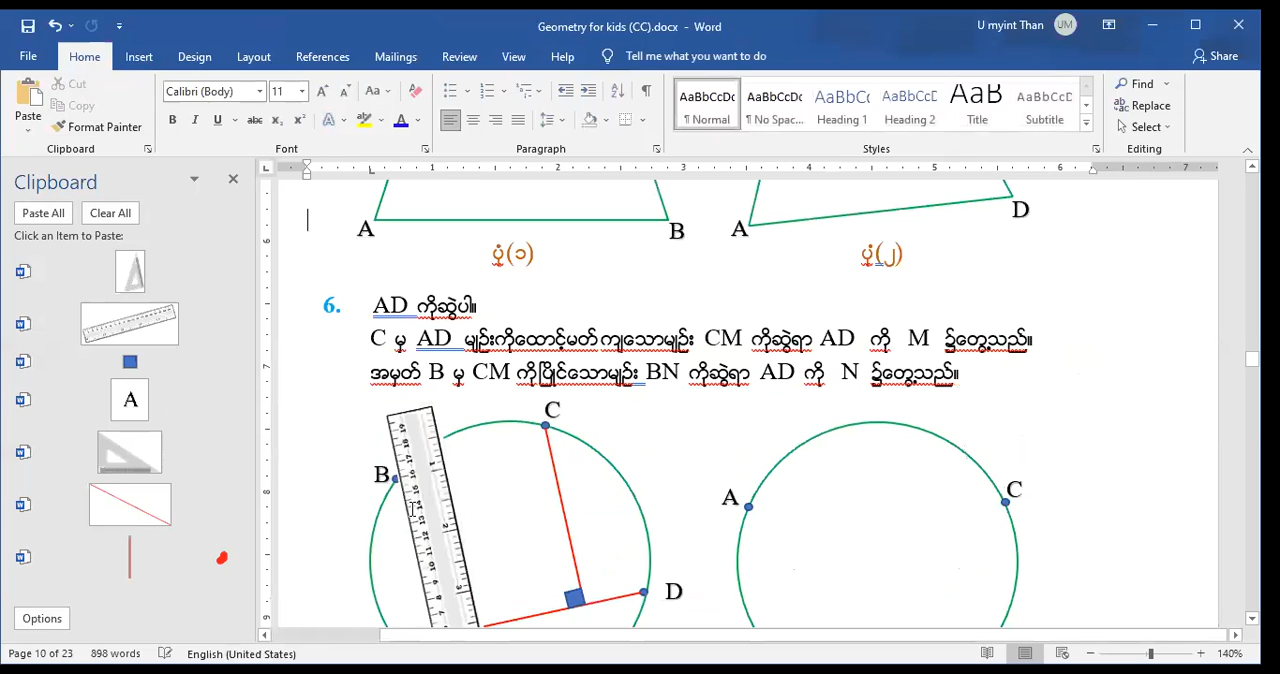 Geometry for kids (CC).docx - Word
U myint Than
UM
File Home Insert Design Layout References Mailings Review View Help Tell me what you want to do
Share
Cut
Copy
Format Painter
Paste
Calibri (Body) 11
AaBbCcDc
¶ Normal
AaBbCcDc
¶ No Spac...
AaBbC
Heading 1
AaBbCcD
Heading 2
AaB
Title
AaBbCcD
Subtitle
Find
Replace
Select
Clipboard Font Paragraph Styles Editing
Clipboard
Paste All Clear All
Click an Item to Paste:
A
Options
A B A D
ပုံ(၁) ပုံ(၂)
6. AD ကိုဆွဲပါ။
C မှ AD မျဉ်းကိုထောင့်မတ်ကျသောမျဉ်း CM ကိုဆွဲရာ AD ကို M ၌တွေ့သည်။
အမှတ် B မှ CM ကိုပြိုင်သောမျဉ်း BN ကိုဆွဲရာ AD ကို N ၌တွေ့သည်။
C
B
D
A
C
Page 10 of 23 898 words English (United States) 140%